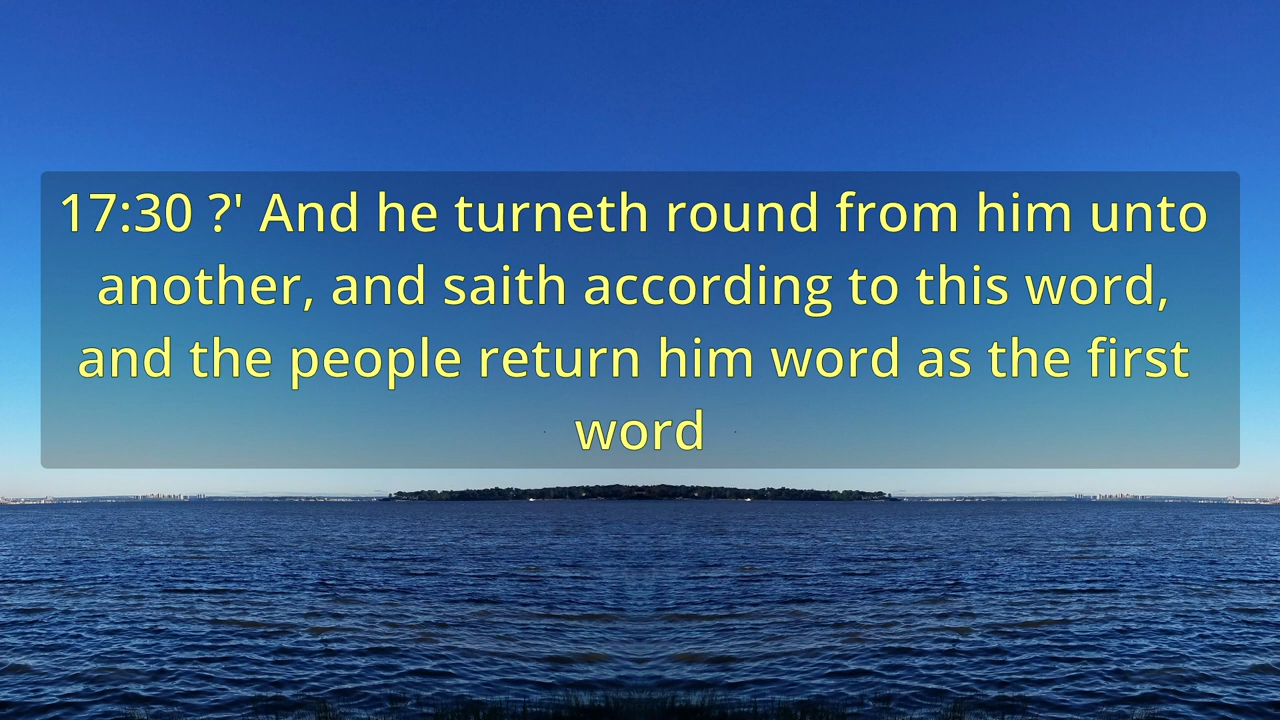 17:30 ?' And he turneth round from him unto
another, and saith according to this word,
and the people return him word as the first
word